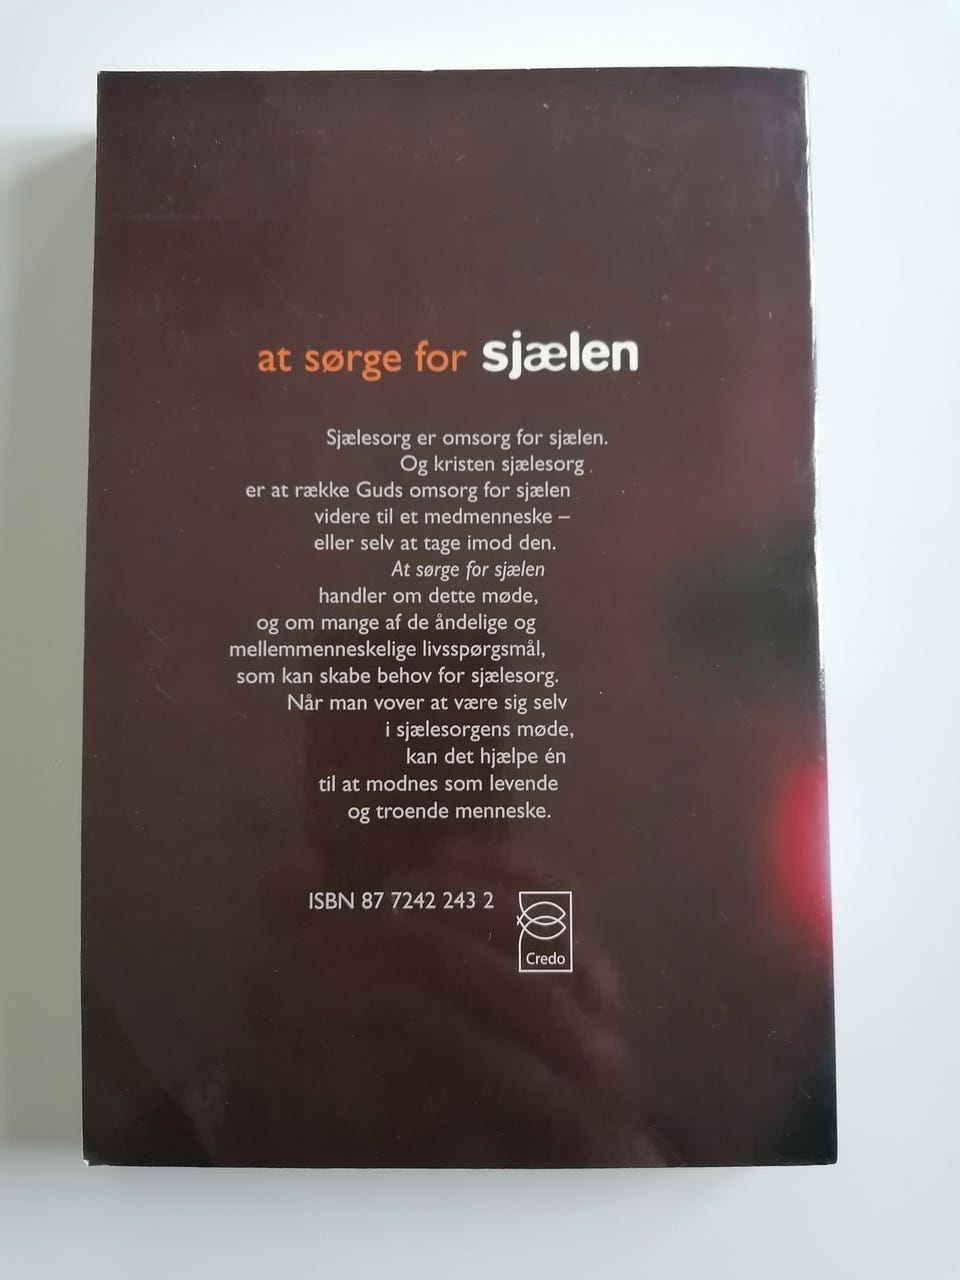 at sørge for sjælen
Sjælesorg er omsorg for sjælen.
Og kristen sjælesorg
er at række Guds omsorg for sjælen
videre til et medmenneske –
eller selv at tage imod den.
At sørge for sjælen
handler om dette møde,
og om mange af de åndelige og
mellemmenneskelige livsspørgsmål,
som kan skabe behov for sjælesorg.
Når man vover at være sig selv
i sjælesorgens møde,
kan det hjælpe én
til at modnes som levende
og troende menneske.
ISBN 87 7242 243 2
Credo